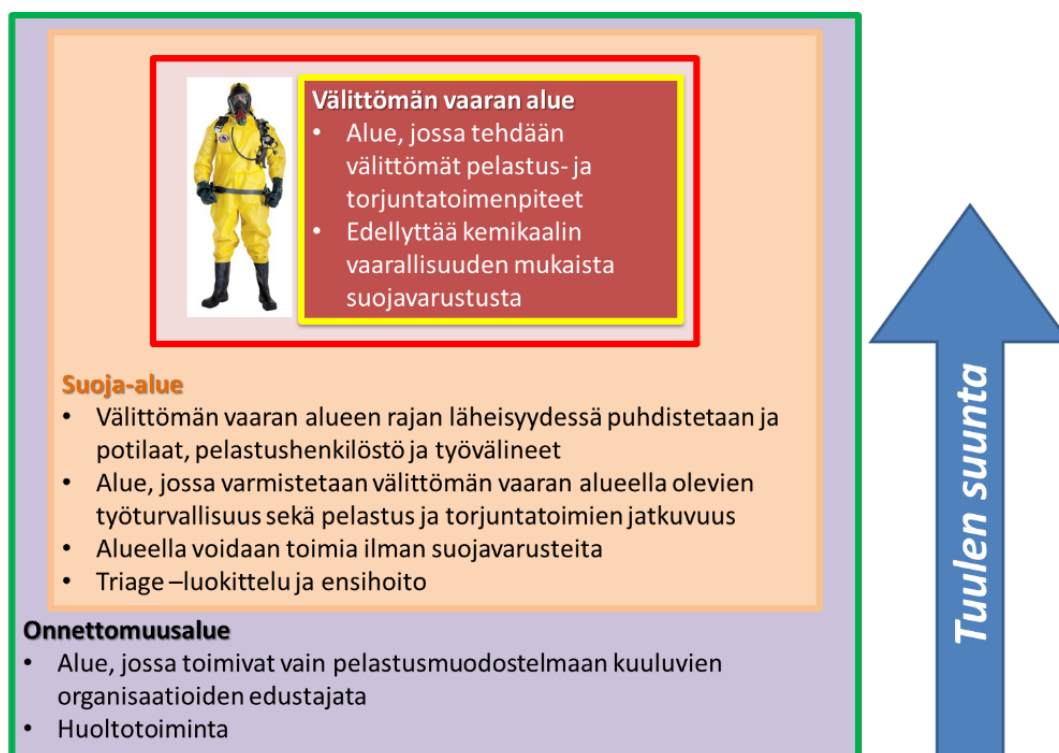 Välittömän vaaran alue
• Alue, jossa tehdään
välittömät pelastus- ja
torjuntatoimenpiteet
• Edellyttää kemikaalin
vaarallisuuden mukaista
suojavarustusta
Suoja-alue
• Välittömän vaaran alueen rajan läheisyydessä puhdistetaan ja
potilaat, pelastushenkilöstö ja työvälineet
• Alue, jossa varmistetaan välittömän vaaran alueella olevien
työturvallisuus sekä pelastus ja torjuntatoimien jatkuvuus
• Alueella voidaan toimia ilman suojavarusteita
• Triage –luokittelu ja ensihoito
Onnettomuusalue
• Alue, jossa toimivat vain pelastusmuodostelmaan kuuluvien
organisaatioiden edustajata
• Huoltotoiminta
Tuulen suunta